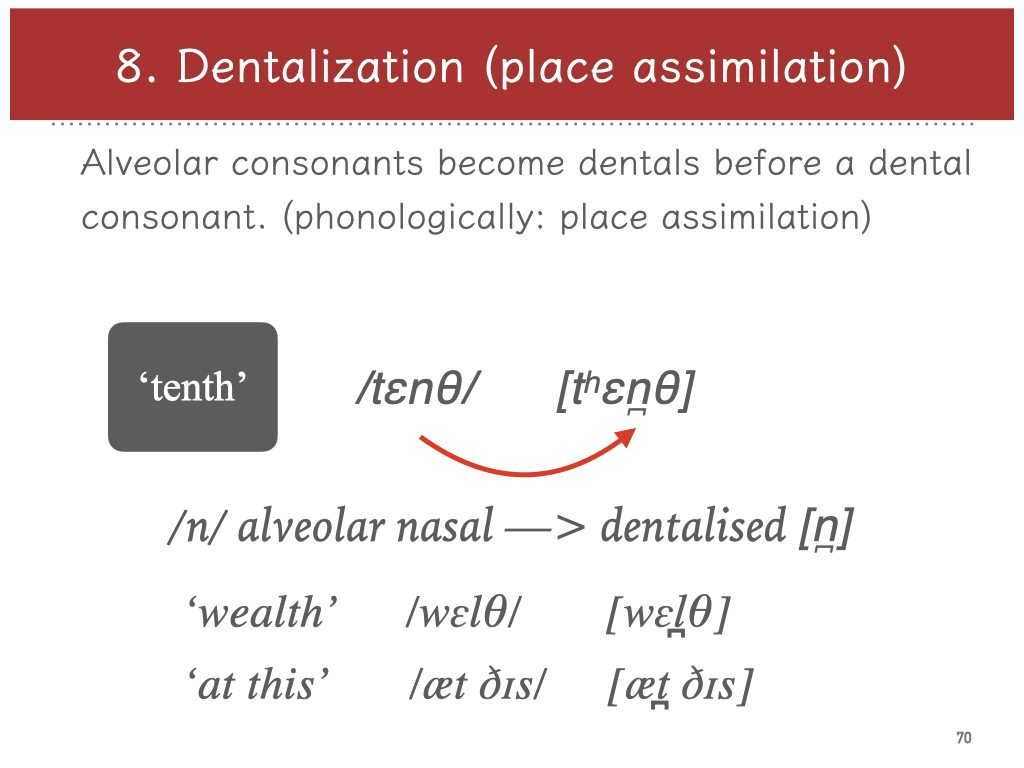 8. Dentalization (place assimilation)
Alveolar consonants become dentals before a dental
consonant. (phonologically: place assimilation)
‘tenth’ /tɛnθ/ [tʰɛn̪θ]
/n/ alveolar nasal —> dentalised [n̪]
‘wealth’ /wɛlθ/ [wɛl̪θ]
‘at this’ /æt ðɪs/ [æt̪ ðɪs]
70